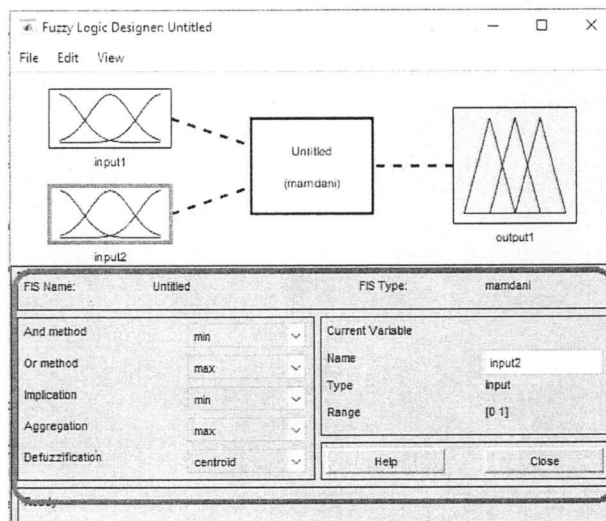 Fuzzy Logic Designer: Untitled
File Edit View
input1
input2
Untitled
(mamdani)
output1
FIS Name: Untitled FIS Type: mamdani
And method min
Or method max
Implication min
Aggregation max
Defuzzification centroid
Current Variable
Name input2
Type input
Range [0 1]
Help Close
Ready